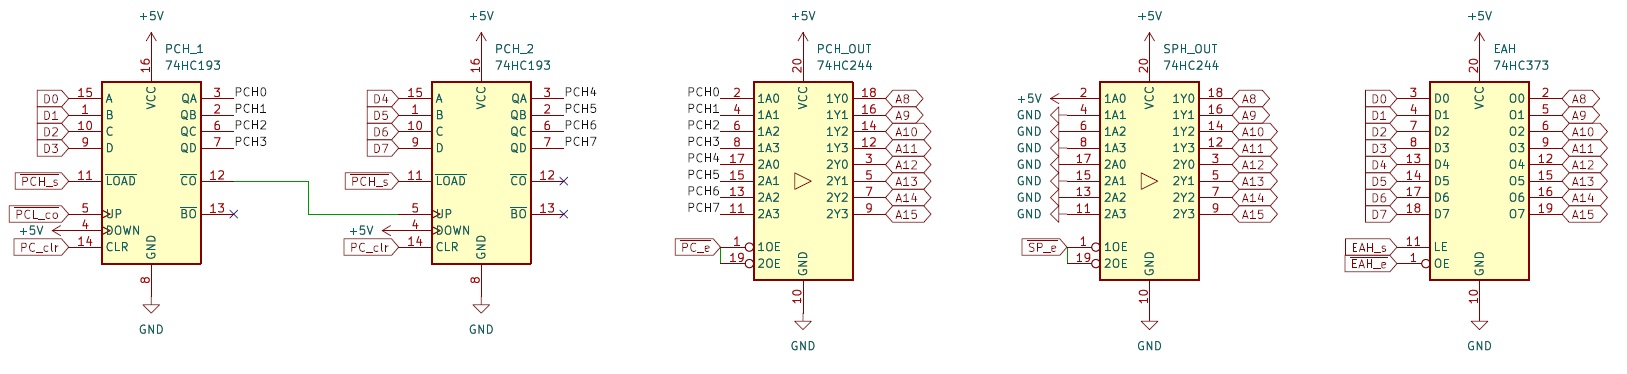 +5V
PCH_1
74HC193
16
VCC
D0 15 A QA 3 PCH0
D1 1 B QB 2 PCH1
D2 10 C QC 6 PCH2
D3 9 D QD 7 PCH3
PCH_s 11 LOAD CO 12
PCL_co 5 UP BO 13
+5V 4 DOWN
PC_clr 14 CLR
GND
8
GND
+5V
PCH_2
74HC193
16
VCC
D4 15 A QA 3 PCH4
D5 1 B QB 2 PCH5
D6 10 C QC 6 PCH6
D7 9 D QD 7 PCH7
PCH_s 11 LOAD CO 12
5 UP BO 13
+5V 4 DOWN
PC_clr 14 CLR
GND
8
GND
+5V
PCH_OUT
74HC244
20
VCC
PCH0 2 1A0 1Y0 18 A8
PCH1 4 1A1 1Y1 16 A9
PCH2 6 1A2 1Y2 14 A10
PCH3 8 1A3 1Y3 12 A11
PCH4 17 2A0 2Y0 3 A12
PCH5 15 2A1 2Y1 5 A13
PCH6 13 2A2 2Y2 7 A14
PCH7 11 2A3 2Y3 9 A15
PC_e 1 1OE
19 2OE
GND
10
GND
+5V
SPH_OUT
74HC244
20
VCC
+5V 2 1A0 1Y0 18 A8
GND 4 1A1 1Y1 16 A9
GND 6 1A2 1Y2 14 A10
GND 8 1A3 1Y3 12 A11
GND 17 2A0 2Y0 3 A12
GND 15 2A1 2Y1 5 A13
GND 13 2A2 2Y2 7 A14
GND 11 2A3 2Y3 9 A15
SP_e 1 1OE
19 2OE
GND
10
GND
+5V
EAH
74HC373
20
VCC
D0 3 D0 O0 2 A8
D1 4 D1 O1 5 A9
D2 7 D2 O2 6 A10
D3 8 D3 O3 9 A11
D4 13 D4 O4 12 A12
D5 14 D5 O5 15 A13
D6 17 D6 O6 16 A14
D7 18 D7 O7 19 A15
EAH_s 11 LE
EAH_e 1 OE
GND
10
GND